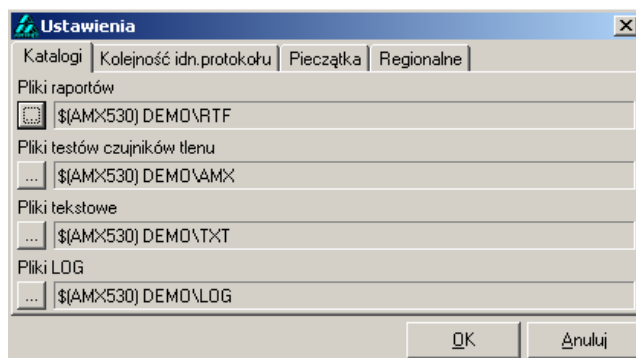 Ustawienia
Katalogi Kolejność idn.protokołu Pieczątka Regionalne
Pliki raportów
... $(AMX530) DEMO\RTF
Pliki testów czujników tlenu
... $(AMX530) DEMO\AMX
Pliki tekstowe
... $(AMX530) DEMO\TXT
Pliki LOG
... $(AMX530) DEMO\LOG
OK Anuluj